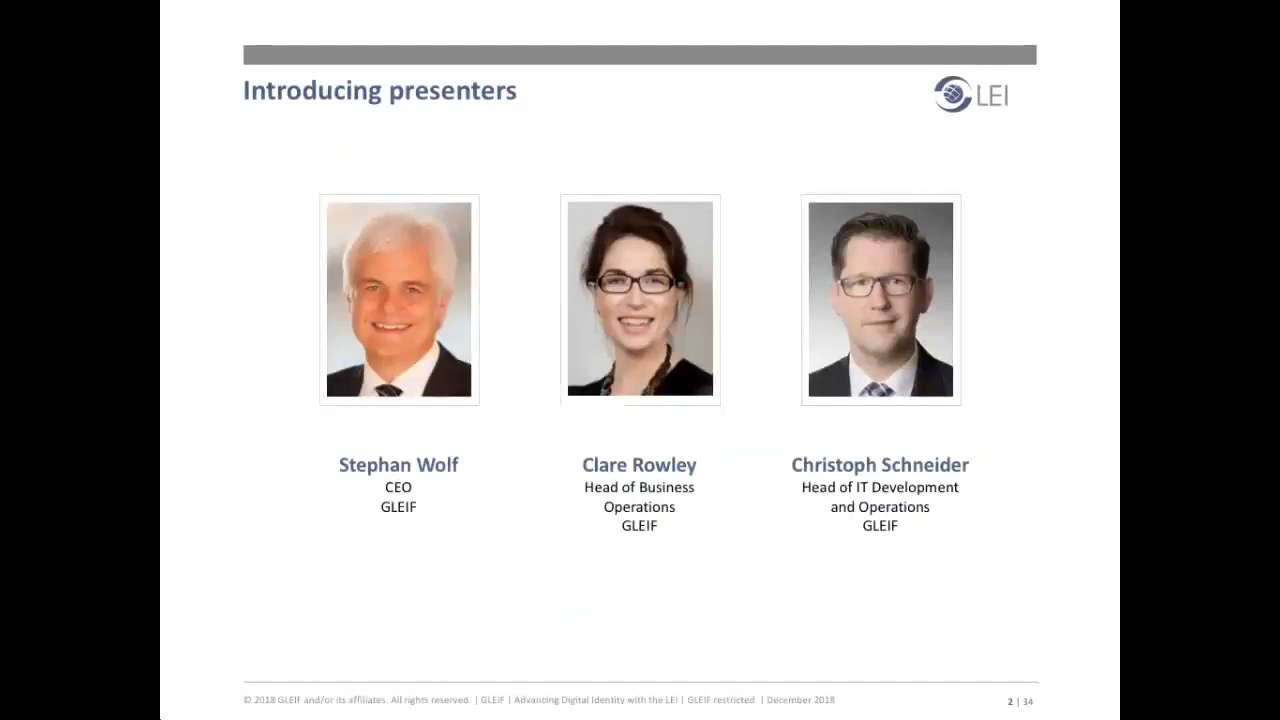 Introducing presenters
LEI
Stephan Wolf
CEO
GLEIF
Clare Rowley
Head of Business
Operations
GLEIF
Christoph Schneider
Head of IT Development
and Operations
GLEIF
© 2018 GLEIF and/or its affiliates. All rights reserved. | GLEIF | Advancing Digital Identity with the LEI | GLEIF restricted | December 2018
2 | 34